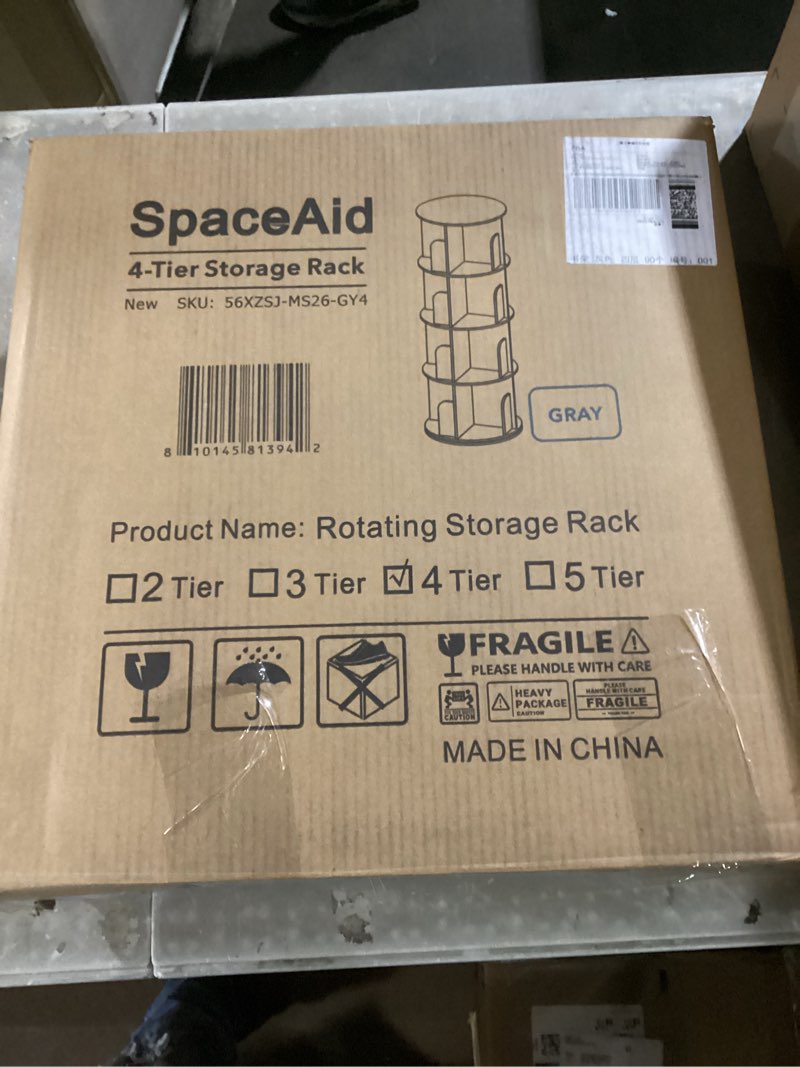 SpaceAid
4-Tier Storage Rack
New SKU: 56XZSJ-MS26-GY4
8 10145 81394 2
GRAY
Product Name: Rotating Storage Rack
2 Tier 3 Tier 4 Tier 5 Tier
FRAGILE
PLEASE HANDLE WITH CARE
CAUTION
HEAVY
PACKAGE
CAUTION
PLEASE
HANDLE WITH CARE
FRAGILE
MADE IN CHINA